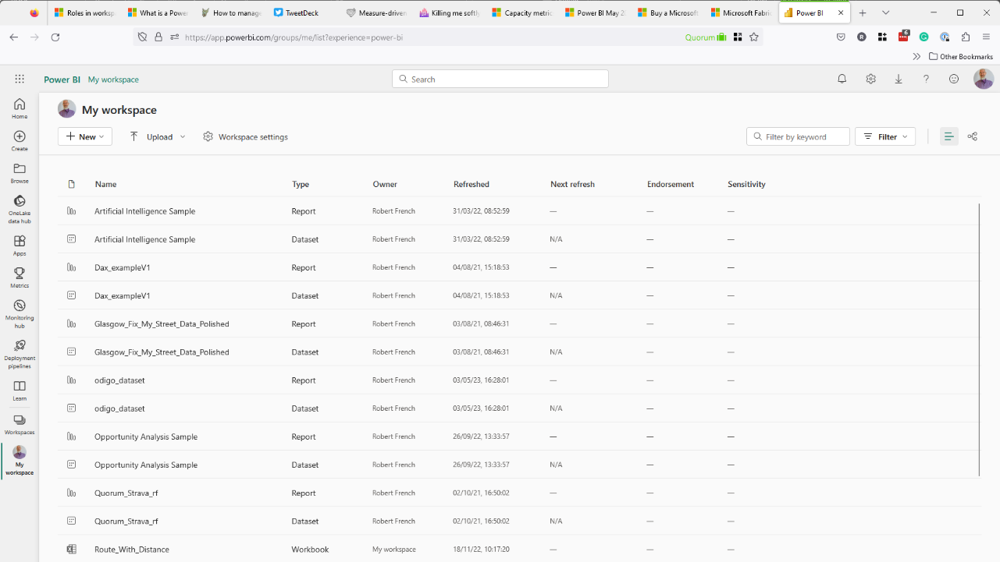 Roles in worksp
What is a Power
How to manage
TweetDeck
Measure-driven
Killing me softly
Capacity metric
Power BI May 2
Buy a Microsoft
Microsoft Fabric
Power BI
https://app.powerbi.com/groups/me/list?experience=power-bi
Quorum
R
6
Other Bookmarks
Power BI My workspace
Search
Home
Create
Browse
OneLake
data hub
Apps
Metrics
Monitoring
hub
Deployment
pipelines
Learn
Workspaces
My
workspace
My workspace
New
Upload
Workspace settings
Filter by keyword
Filter
Name Type Owner Refreshed Next refresh Endorsement Sensitivity
Artificial Intelligence Sample Report Robert French 31/03/22, 08:52:59 — — —
Artificial Intelligence Sample Dataset Robert French 31/03/22, 08:52:59 N/A — —
Dax_exampleV1 Report Robert French 04/08/21, 15:18:53 — — —
Dax_exampleV1 Dataset Robert French 04/08/21, 15:18:53 N/A — —
Glasgow_Fix_My_Street_Data_Polished Report Robert French 03/08/21, 08:46:31 — — —
Glasgow_Fix_My_Street_Data_Polished Dataset Robert French 03/08/21, 08:46:31 N/A — —
odigo_dataset Report Robert French 03/05/23, 16:28:01 — — —
odigo_dataset Dataset Robert French 03/05/23, 16:28:01 N/A — —
Opportunity Analysis Sample Report Robert French 26/09/22, 13:33:57 — — —
Opportunity Analysis Sample Dataset Robert French 26/09/22, 13:33:57 N/A — —
Quorum_Strava_rf Report Robert French 02/10/21, 16:50:02 — — —
Quorum_Strava_rf Dataset Robert French 02/10/21, 16:50:02 N/A — —
Route_With_Distance Workbook My workspace 18/11/22, 10:17:20 — — —